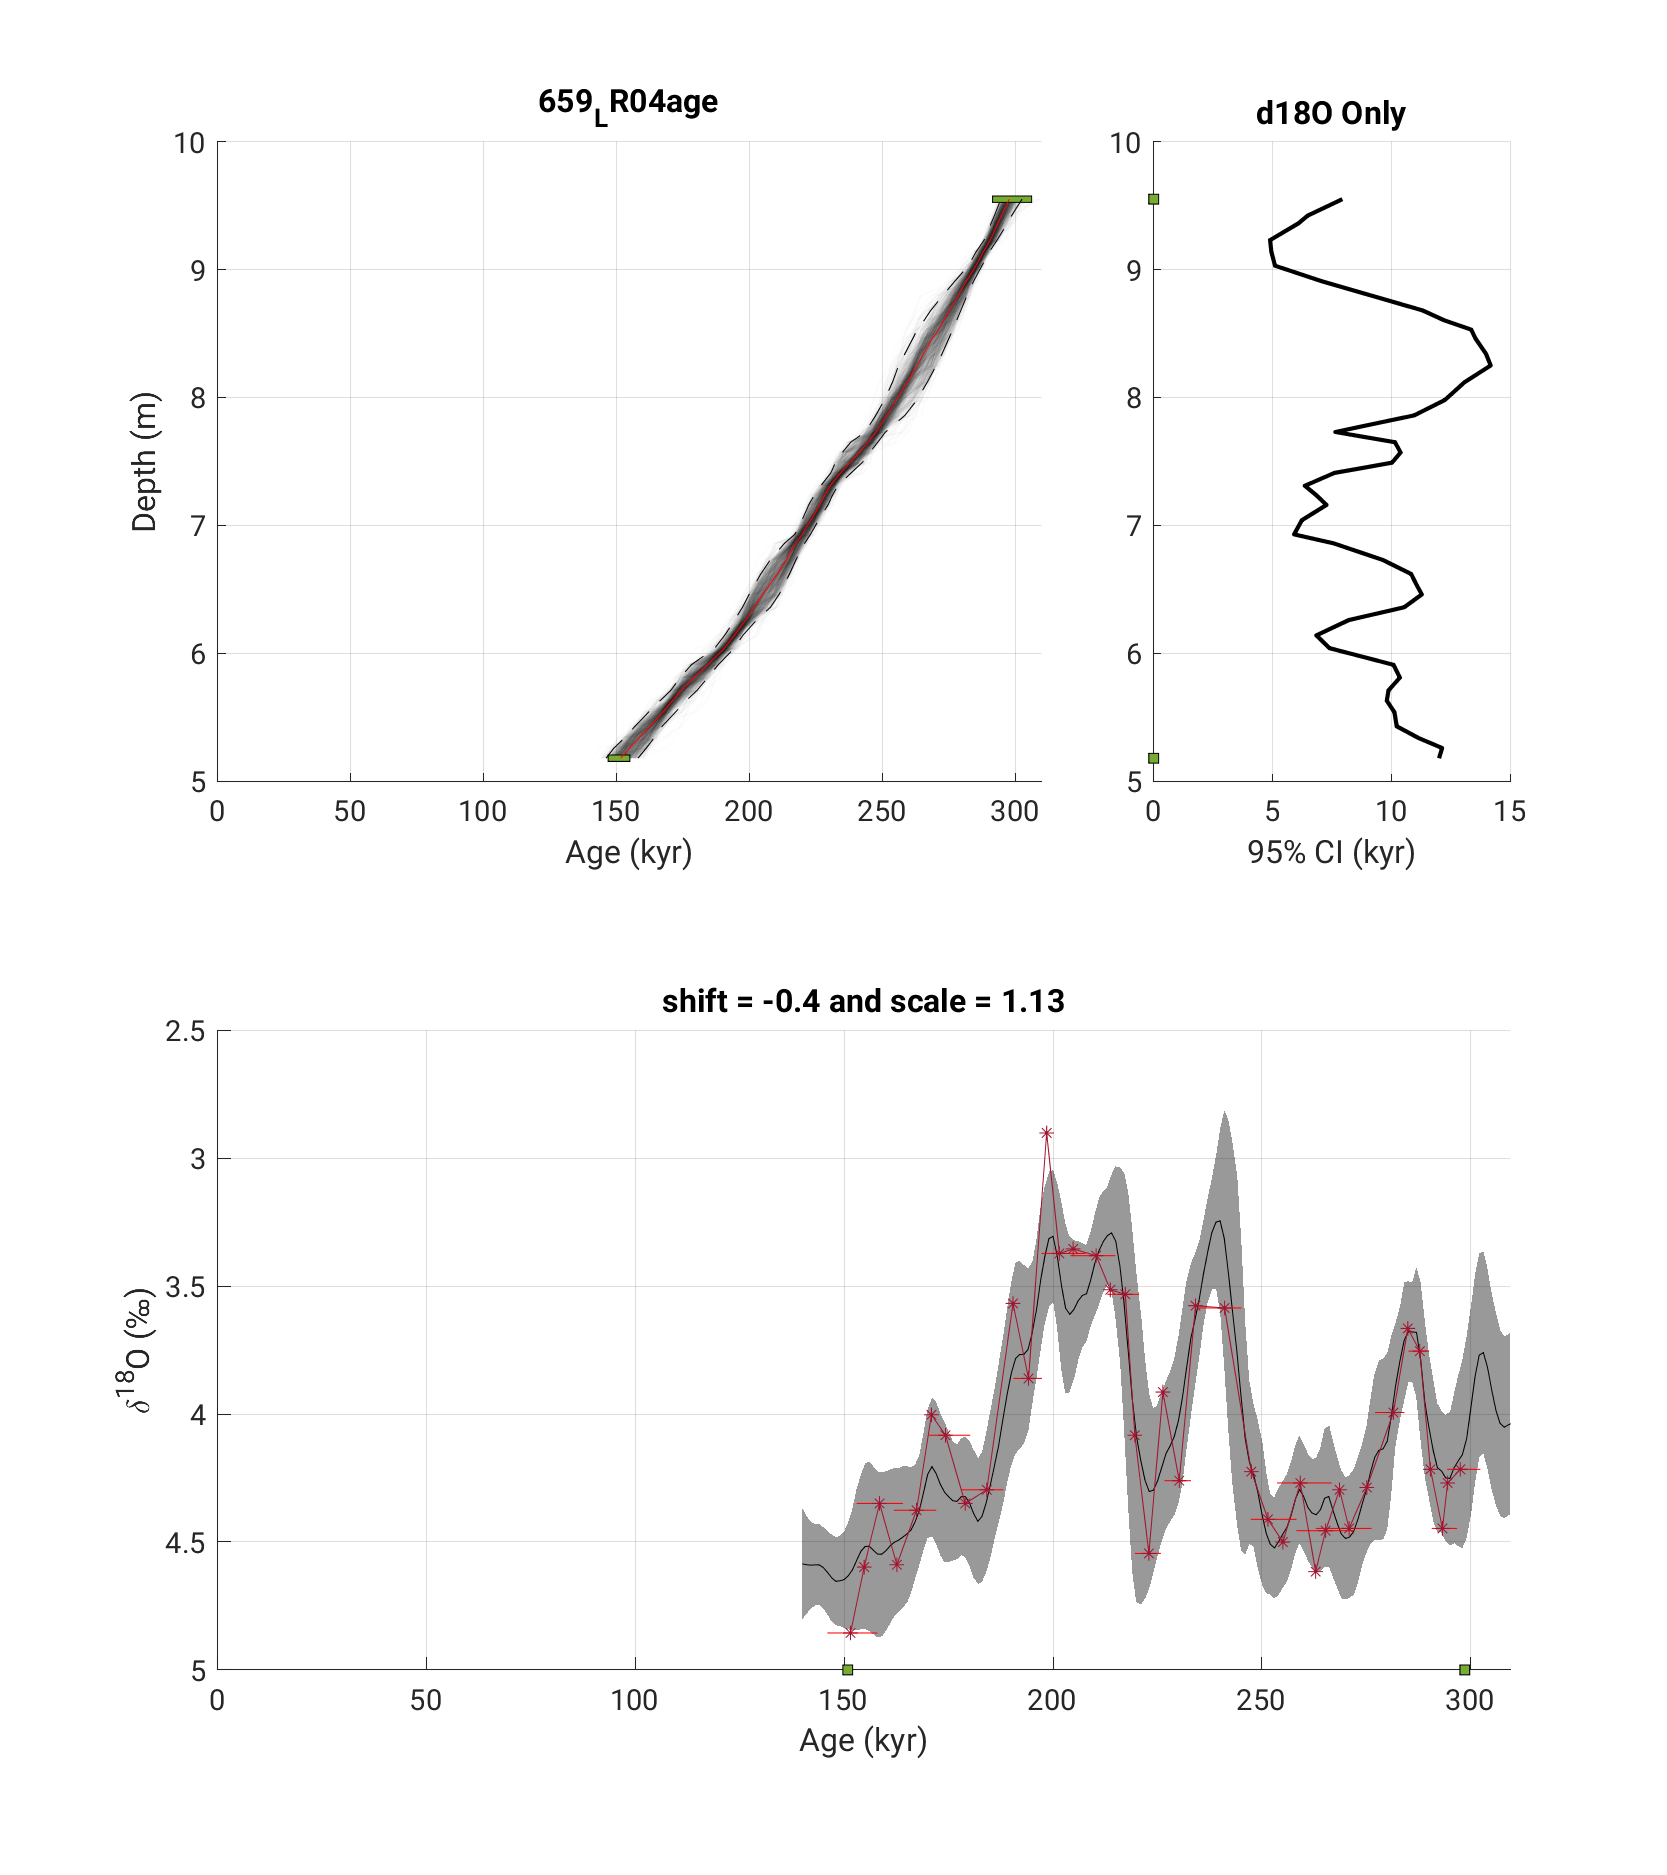 659_LR04age
d18O Only
10
9
8
7
6
5
Depth (m)
0 50 100 150 200 250 300
Age (kyr)
10
9
8
7
6
5
0 5 10 15
95% CI (kyr)
shift = -0.4 and scale = 1.13
2.5
3
3.5
4
4.5
5
δ18O (‰)
0 50 100 150 200 250 300
Age (kyr)